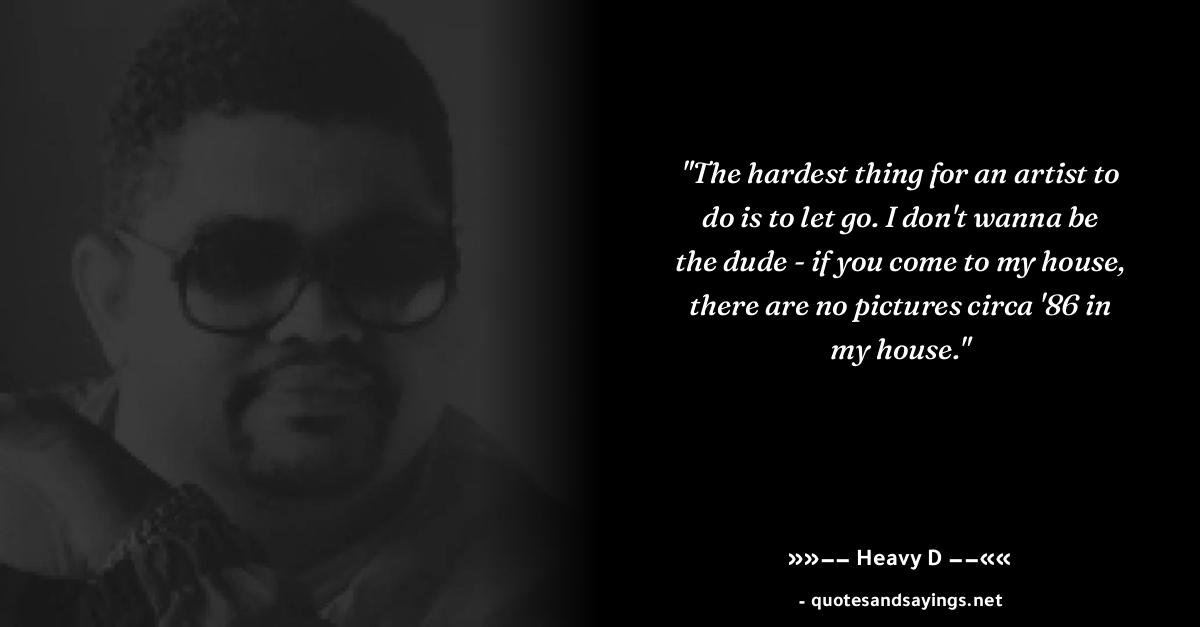 "The hardest thing for an artist to
do is to let go. I don't wanna be
the dude - if you come to my house,
there are no pictures circa '86 in
my house."
»»−− Heavy D −−««
- quotesandsayings.net